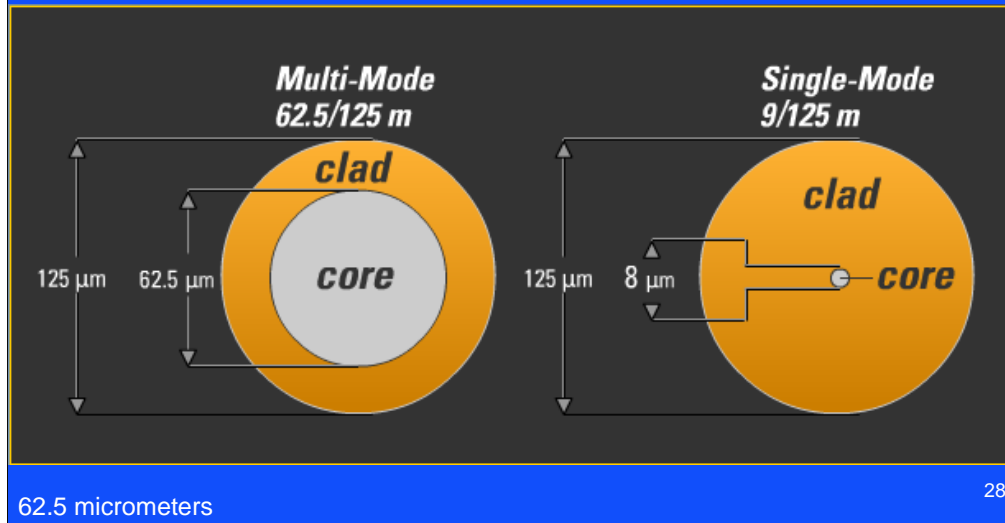 Multi-Mode
62.5/125 m
clad
core
125 µm
62.5 µm
Single-Mode
9/125 m
clad
core
125 µm
8 µm
62.5 micrometers
28